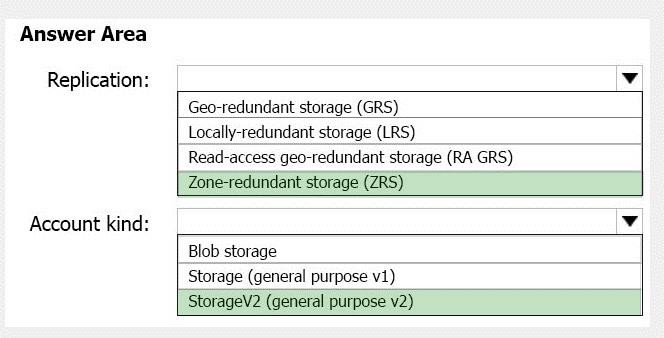 Answer Area
Replication:
Geo-redundant storage (GRS)
Locally-redundant storage (LRS)
Read-access geo-redundant storage (RA GRS)
Zone-redundant storage (ZRS)
Account kind:
Blob storage
Storage (general purpose v1)
StorageV2 (general purpose v2)